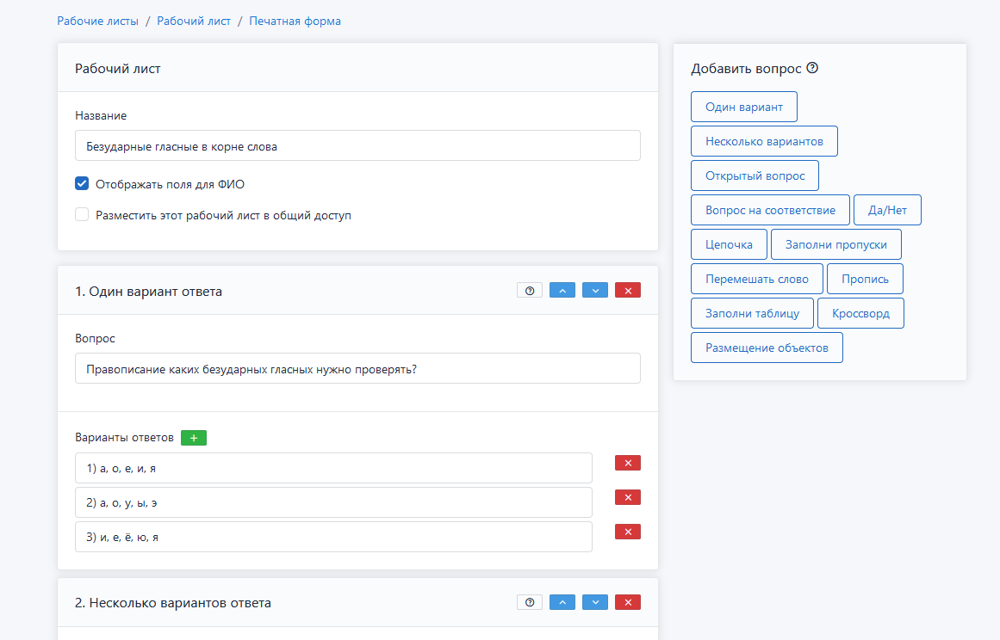 Рабочие листы / Рабочий лист / Печатная форма
Рабочий лист
Название
Безударные гласные в корне слова
Отображать поля для ФИО
Разместить этот рабочий лист в общий доступ
1. Один вариант ответа
Вопрос
Правописание каких безударных гласных нужно проверять?
Варианты ответов
1) а, о, е, и, я
2) а, о, у, ы, э
3) и, е, ё, ю, я
2. Несколько вариантов ответа
Добавить вопрос
Один вариант
Несколько вариантов
Открытый вопрос
Вопрос на соответствие Да/Нет
Цепочка Заполни пропуски
Перемешать слово Пропись
Заполни таблицу Кроссворд
Размещение объектов